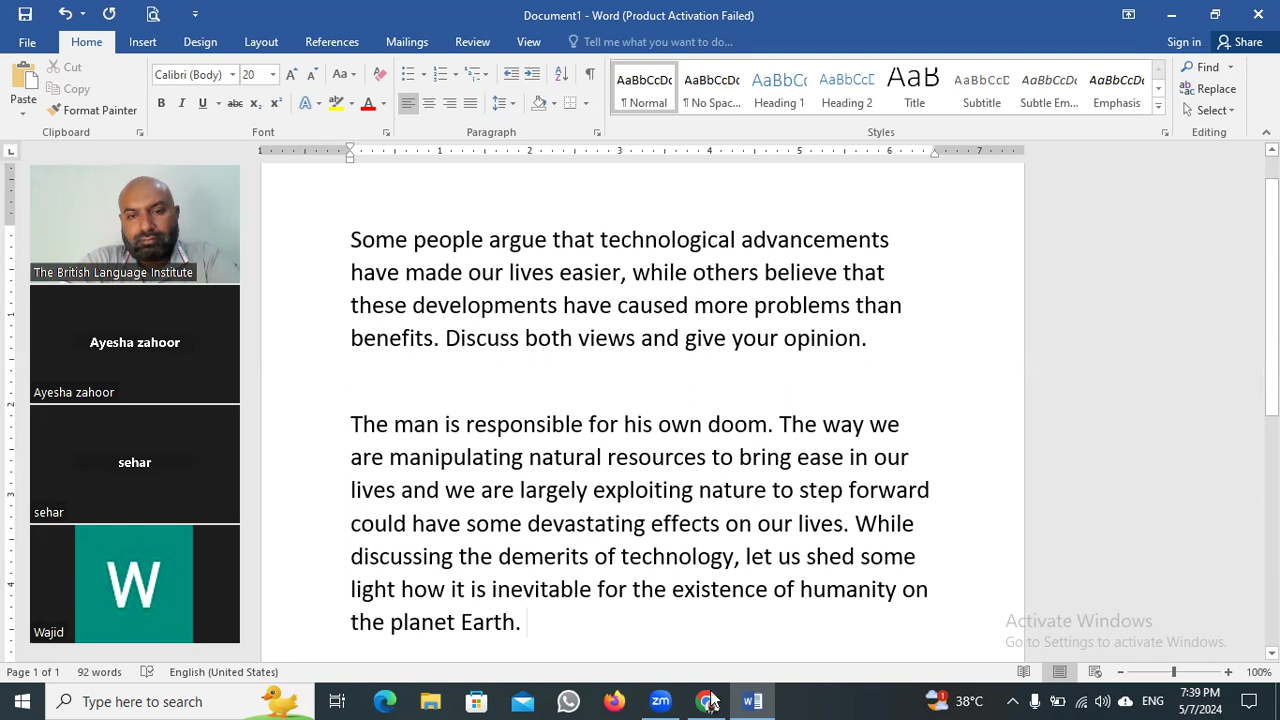 Document1 - Word (Product Activation Failed)
File Home Insert Design Layout References Mailings Review View Tell me what you want to do... Sign in Share
Paste Cut Copy Format Painter
Calibri (Body) 20
AaBbCcDc AaBbCcDc AaBbCc AaBbCcD AaB AaBbCcD AaBbCcDc AaBbCcDc
¶ Normal ¶ No Spac... Heading 1 Heading 2 Title Subtitle Subtle Em... Emphasis
Find
Replace
Select
Clipboard Font Paragraph Styles Editing
The British Language Institute
Ayesha zahoor
Ayesha zahoor
sehar
sehar
W
Wajid
Some people argue that technological advancements
have made our lives easier, while others believe that
these developments have caused more problems than
benefits. Discuss both views and give your opinion.
The man is responsible for his own doom. The way we
are manipulating natural resources to bring ease in our
lives and we are largely exploiting nature to step forward
could have some devastating effects on our lives. While
discussing the demerits of technology, let us shed some
light how it is inevitable for the existence of humanity on
the planet Earth.
Activate Windows
Go to Settings to activate Windows.
Page 1 of 1 92 words English (United States) 100%
Type here to search
zm
38°C
ENG
7:39 PM
5/7/2024